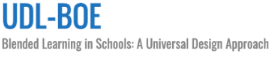 UDL-BOE
Blended Learning in Schools: A Universal Design Approach